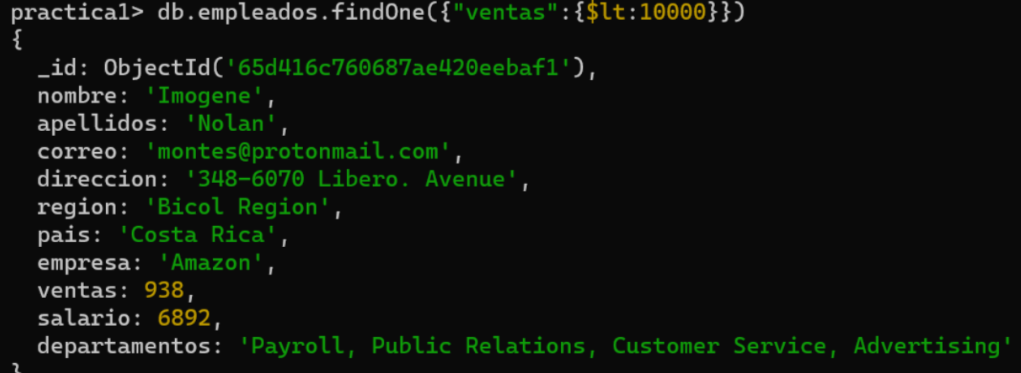 practica1> db.empleados.findOne({"ventas":{$lt:10000}})
{
  _id: ObjectId('65d416c760687ae420eebaf1'),
  nombre: 'Imogene',
  apellidos: 'Nolan',
  correo: 'montes@protonmail.com',
  direccion: '348-6070 Libero. Avenue',
  region: 'Bicol Region',
  pais: 'Costa Rica',
  empresa: 'Amazon',
  ventas: 938,
  salario: 6892,
  departamentos: 'Payroll, Public Relations, Customer Service, Advertising'
}